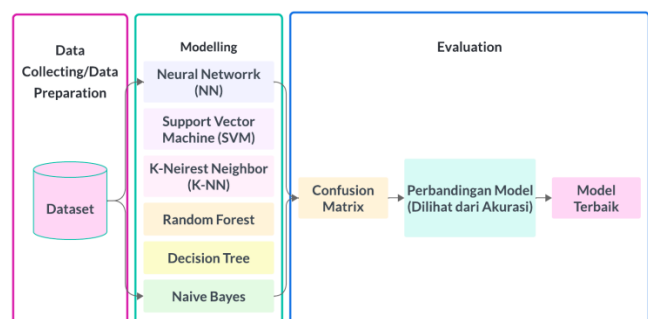 Data
Collecting/Data
Preparation
Dataset
Modelling
Neural Networrk
(NN)
Support Vector
Machine (SVM)
K-Neirest Neighbor
(K-NN)
Random Forest
Decision Tree
Naive Bayes
Evaluation
Confusion
Matrix
Perbandingan Model
(Dilihat dari Akurasi)
Model
Terbaik